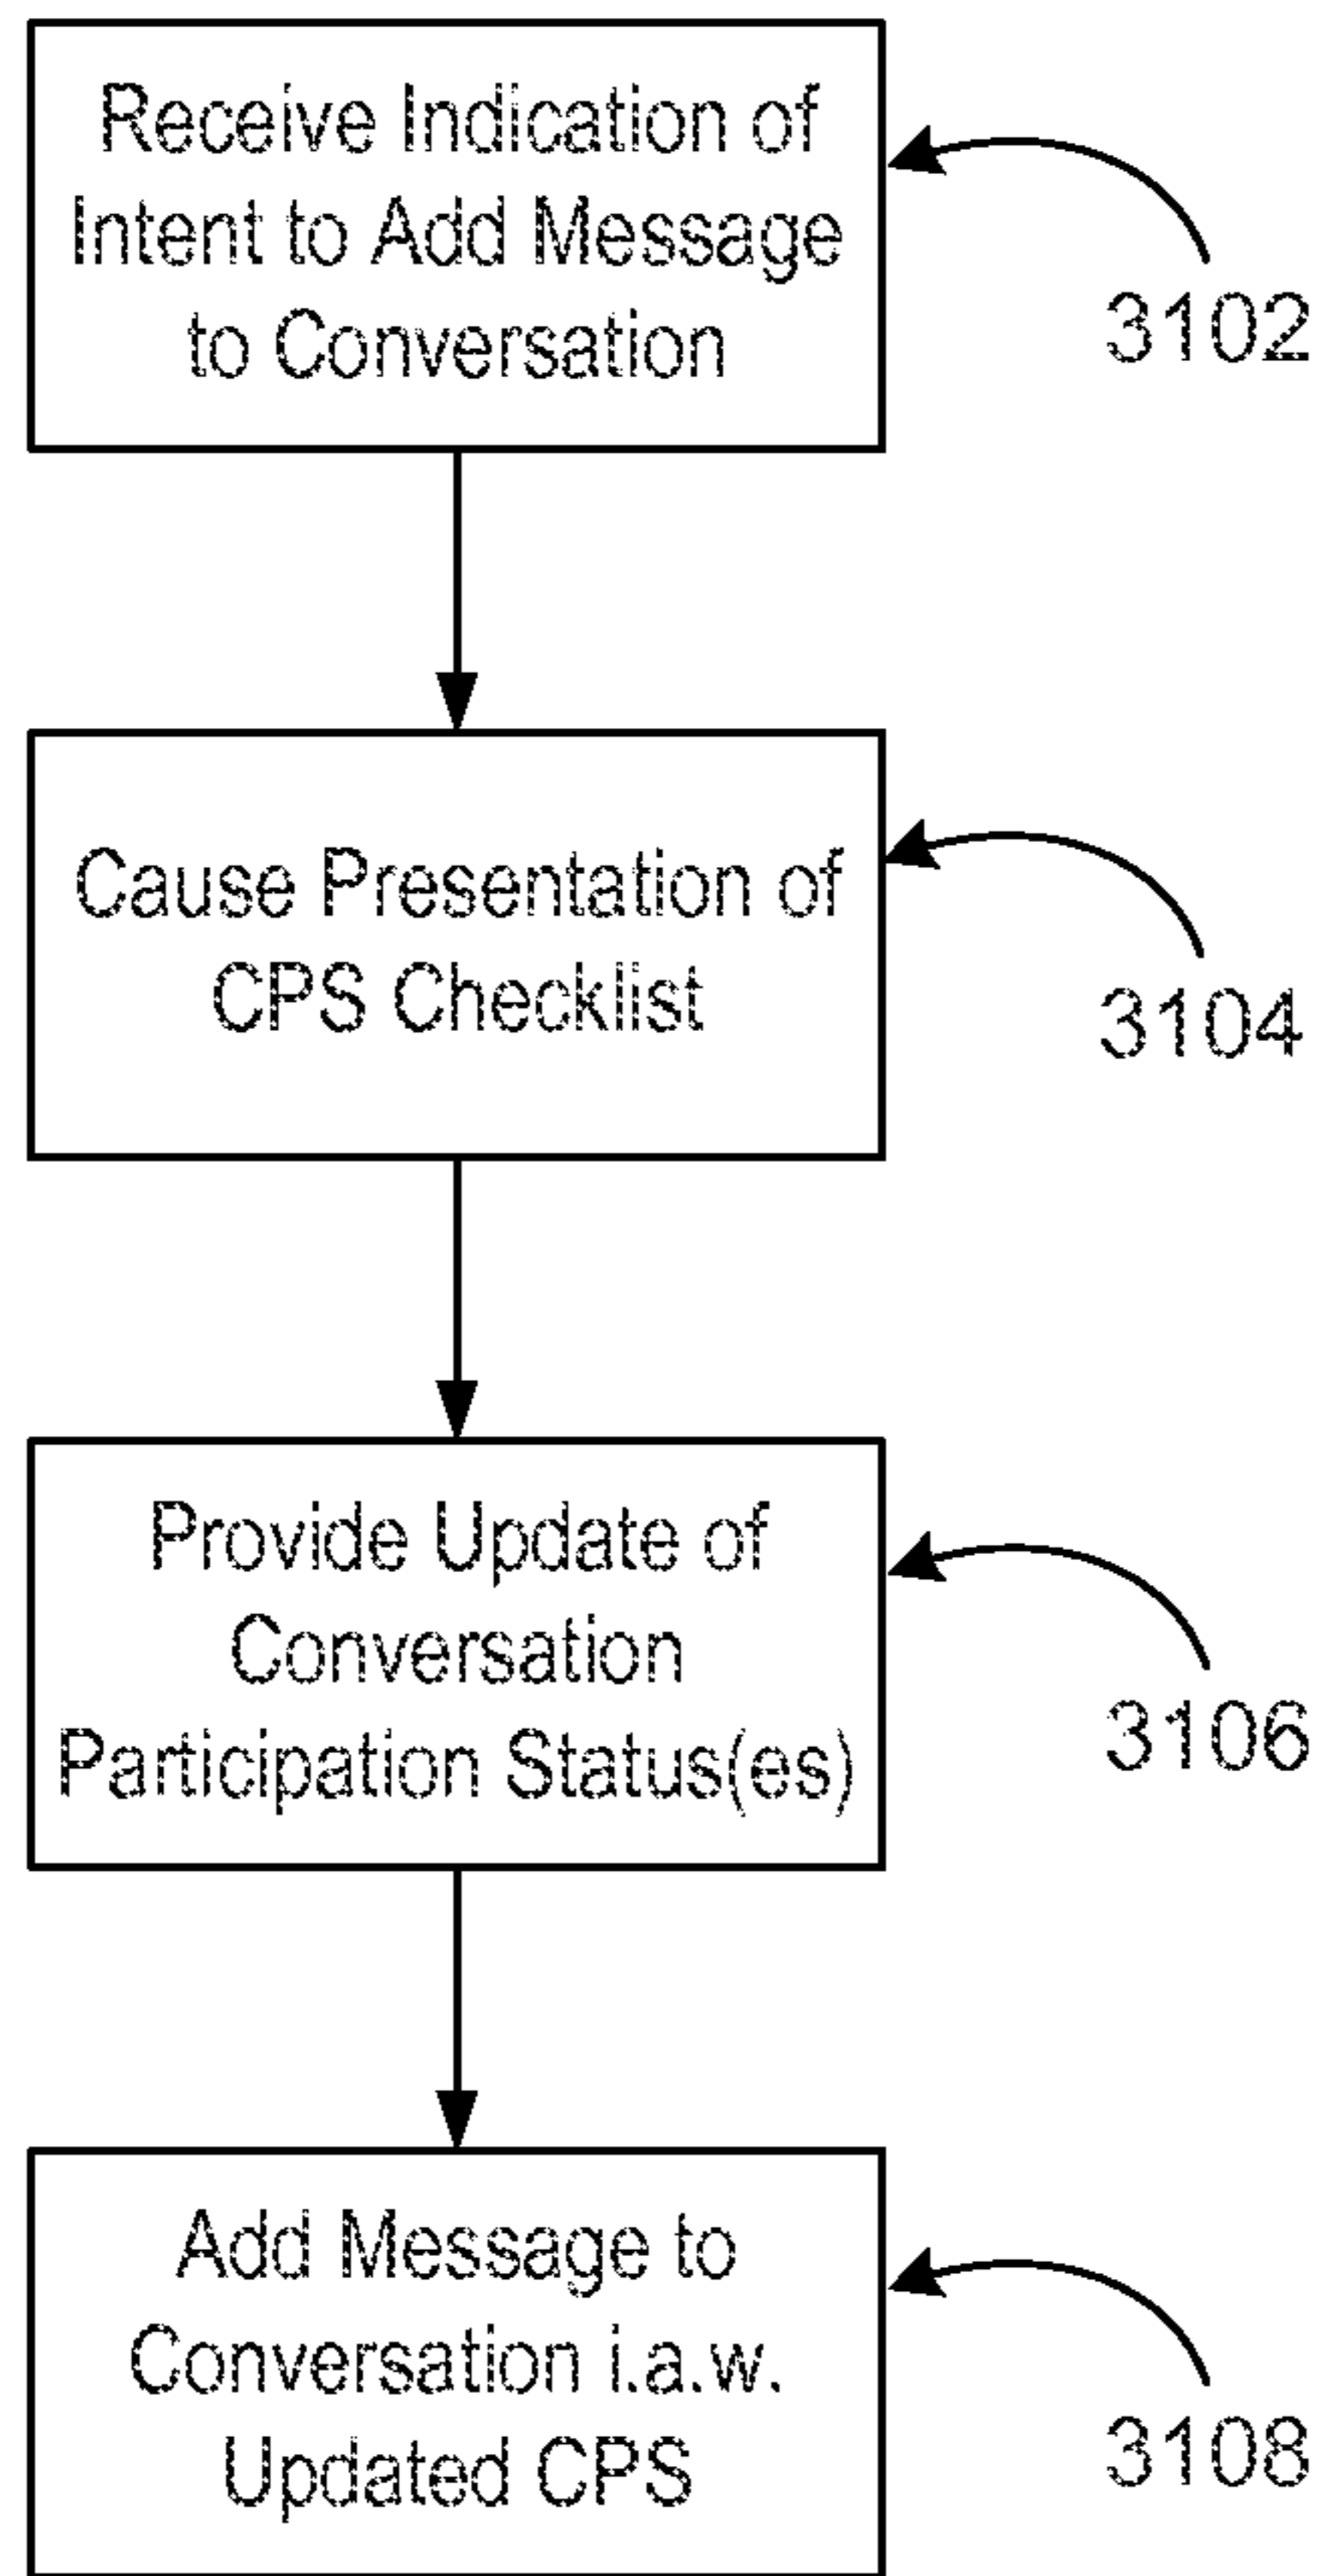 Receive Indication of
Intent to Add Message
to Conversation
3102
Cause Presentation of
CPS Checklist
3104
Provide Update of
Conversation
Participation Status(es)
3106
Add Message to
Conversation i.a.w.
Updated CPS
3108